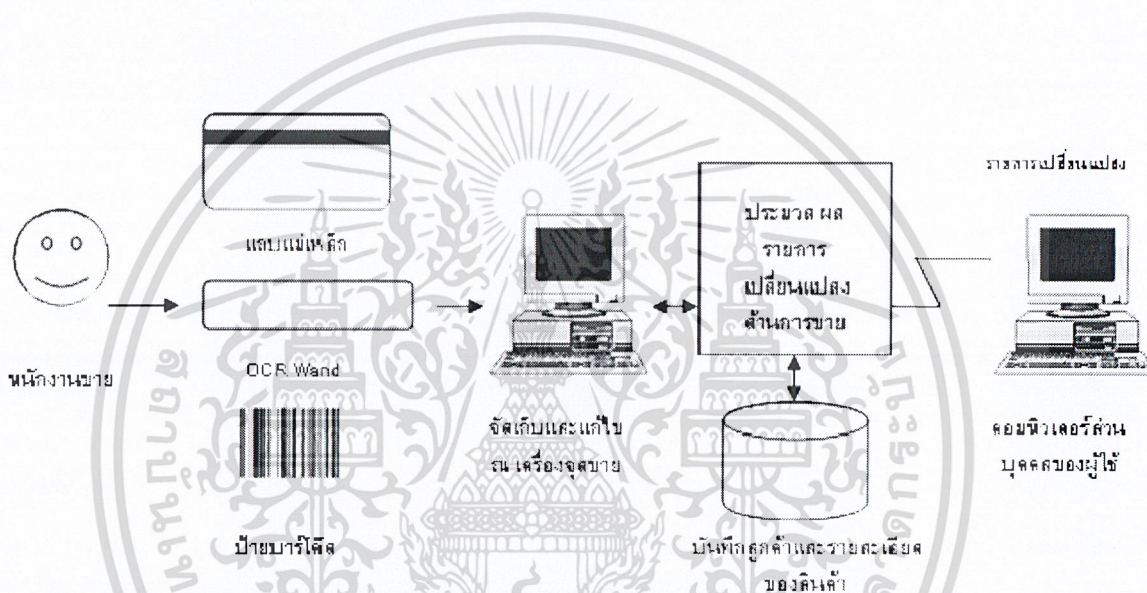 พนักงานขาย
แถบแม่เหล็ก
OCR Wand
ป้ายบาร์โค้ด
จัดเก็บและแก้ไข
ณ เครื่องจุดขาย
ประมวล ผล
รายการ
เปลี่ยนแปลง
ด้านการขาย
บันทึกลูกค้าและรายละเอียด
ของสินค้า
รายการเปลี่ยนแปลง
คอมพิวเตอร์ส่วน
บุคคลของผู้ใช้